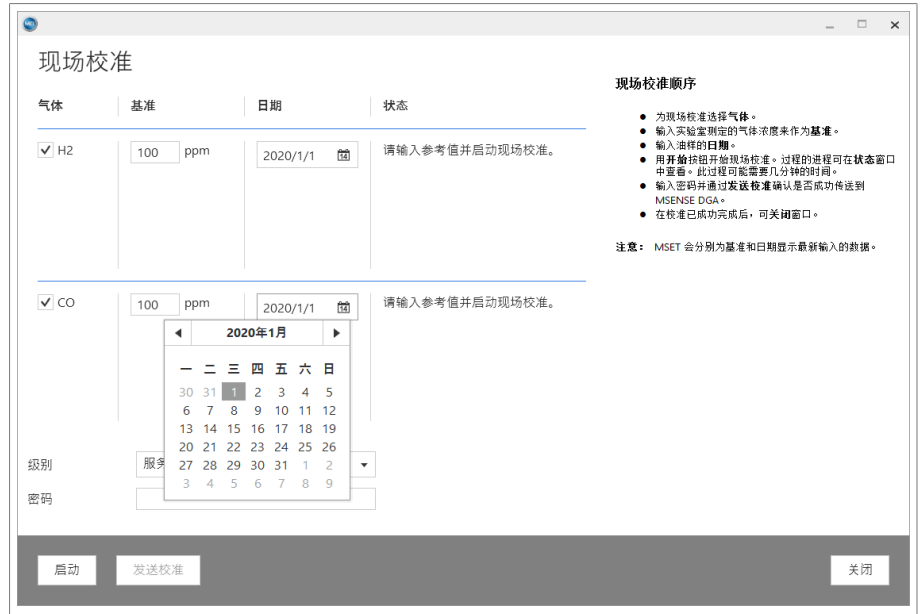 现场校准
气体 基准 日期 状态
H2 100 ppm 2020/1/1 14 请输入参考值并启动现场校准。
CO 100 ppm 2020/1/1 14 请输入参考值并启动现场校准。
2020年1月
一 二 三 四 五 六 日
30 31 1 2 3 4 5
6 7 8 9 10 11 12
13 14 15 16 17 18 19
20 21 22 23 24 25 26
27 28 29 30 31 1 2
3 4 5 6 7 8 9
级别 服务
密码
现场校准顺序
● 为现场校准选择气体。
● 输入实验室测定的气体浓度来作为基准。
● 输入油样的日期。
● 用开始按钮开始现场校准。过程的进程可在状态窗口
中查看。此过程可能需要几分钟的时间。
● 输入密码并通过发送校准确认是否成功传送到
MSENSE DGA。
● 在校准已成功完成后，可关闭窗口。
注意： MSET 会分别为基准和日期显示最新输入的数据。
启动 发送校准 关闭